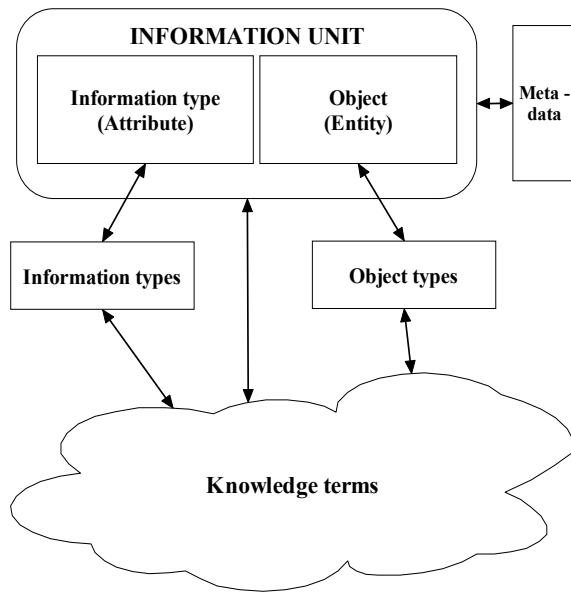 INFORMATION UNIT
Information type
(Attribute)
Object
(Entity)
Meta -
data
Information types
Object types
Knowledge terms